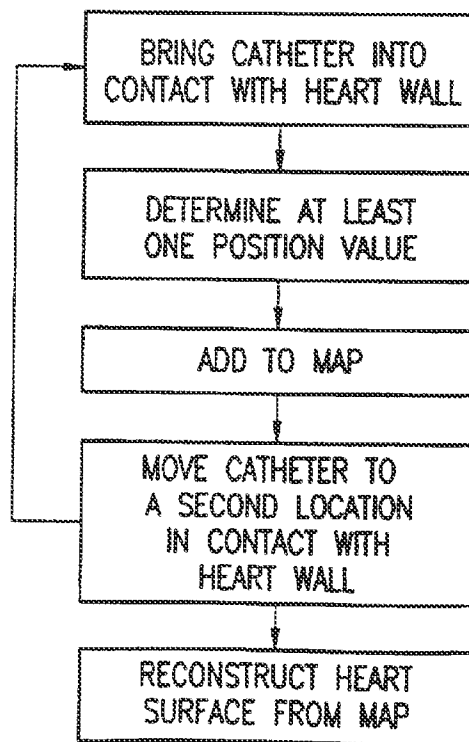 BRING CATHETER INTO
CONTACT WITH HEART WALL
DETERMINE AT LEAST
ONE POSITION VALUE
ADD TO MAP
MOVE CATHETER TO
A SECOND LOCATION
IN CONTACT WITH
HEART WALL
RECONSTRUCT HEART
SURFACE FROM MAP